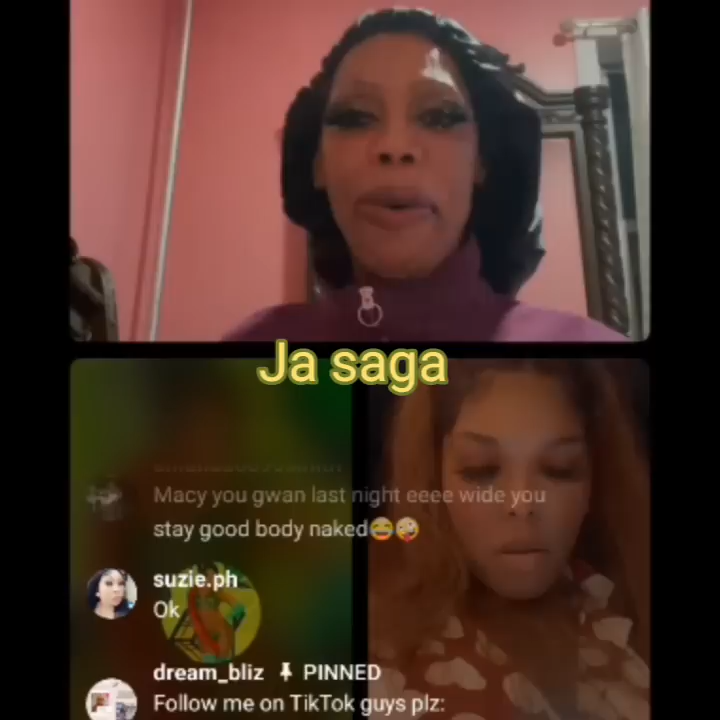 Ja saga
Macy you gwan last night eeee wide you
stay good body naked😂🤪
suzie.ph
Ok
dream_bliz 📌 PINNED
Follow me on TikTok guys plz: